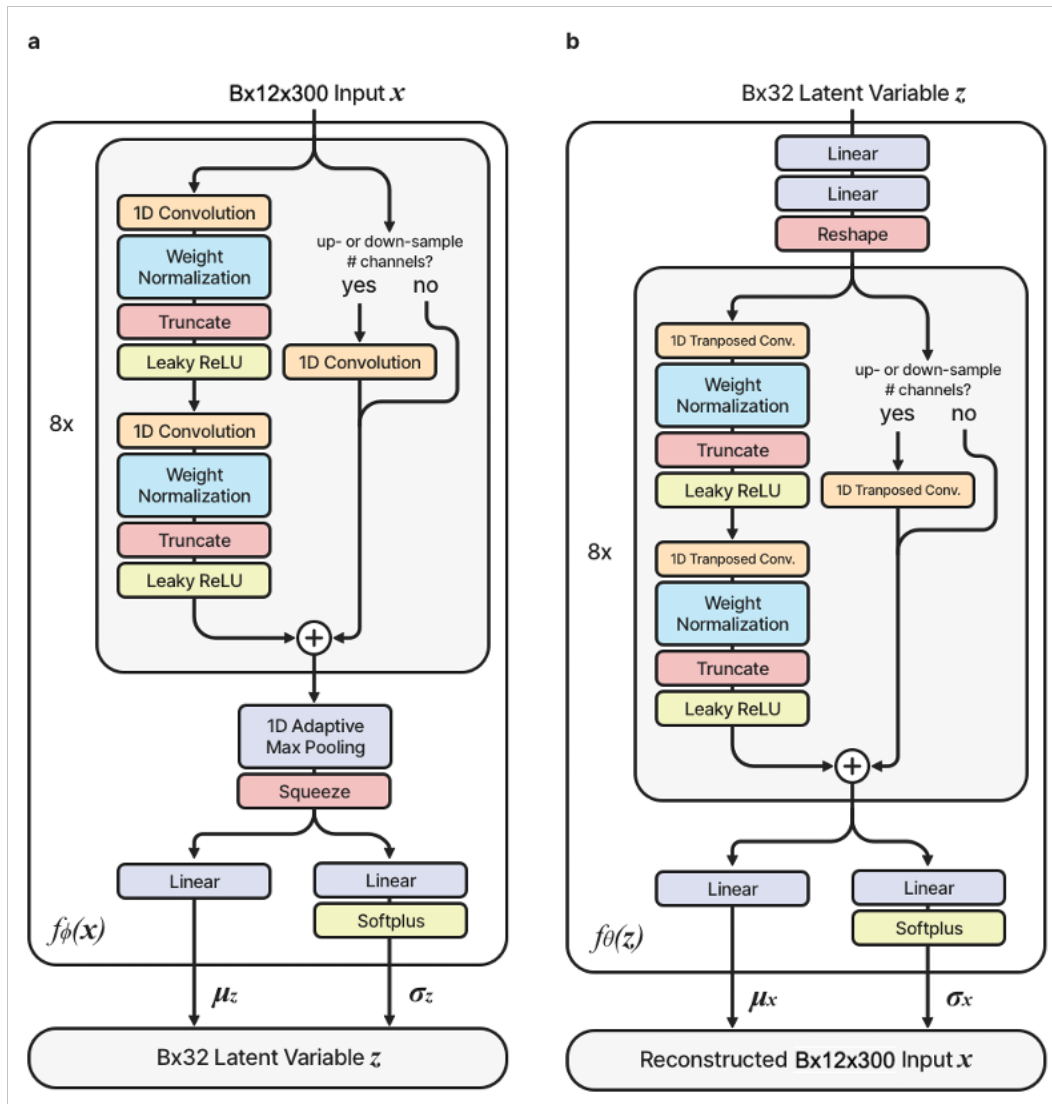 a
Bx12x300 Input x
1D Convolution
Weight
Normalization
Truncate
Leaky ReLU
1D Convolution
Weight
Normalization
Truncate
Leaky ReLU
up- or down-sample
# channels?
yes no
1D Convolution
8x
+
1D Adaptive
Max Pooling
Squeeze
Linear
Linear
Softplus
fϕ(x)
μz
σz
Bx32 Latent Variable z
b
Bx32 Latent Variable z
Linear
Linear
Reshape
1D Tranposed Conv.
Weight
Normalization
Truncate
Leaky ReLU
1D Tranposed Conv.
Weight
Normalization
Truncate
Leaky ReLU
up- or down-sample
# channels?
yes no
1D Tranposed Conv.
8x
+
Linear
Linear
Softplus
fθ(z)
μx
σx
Reconstructed Bx12x300 Input x